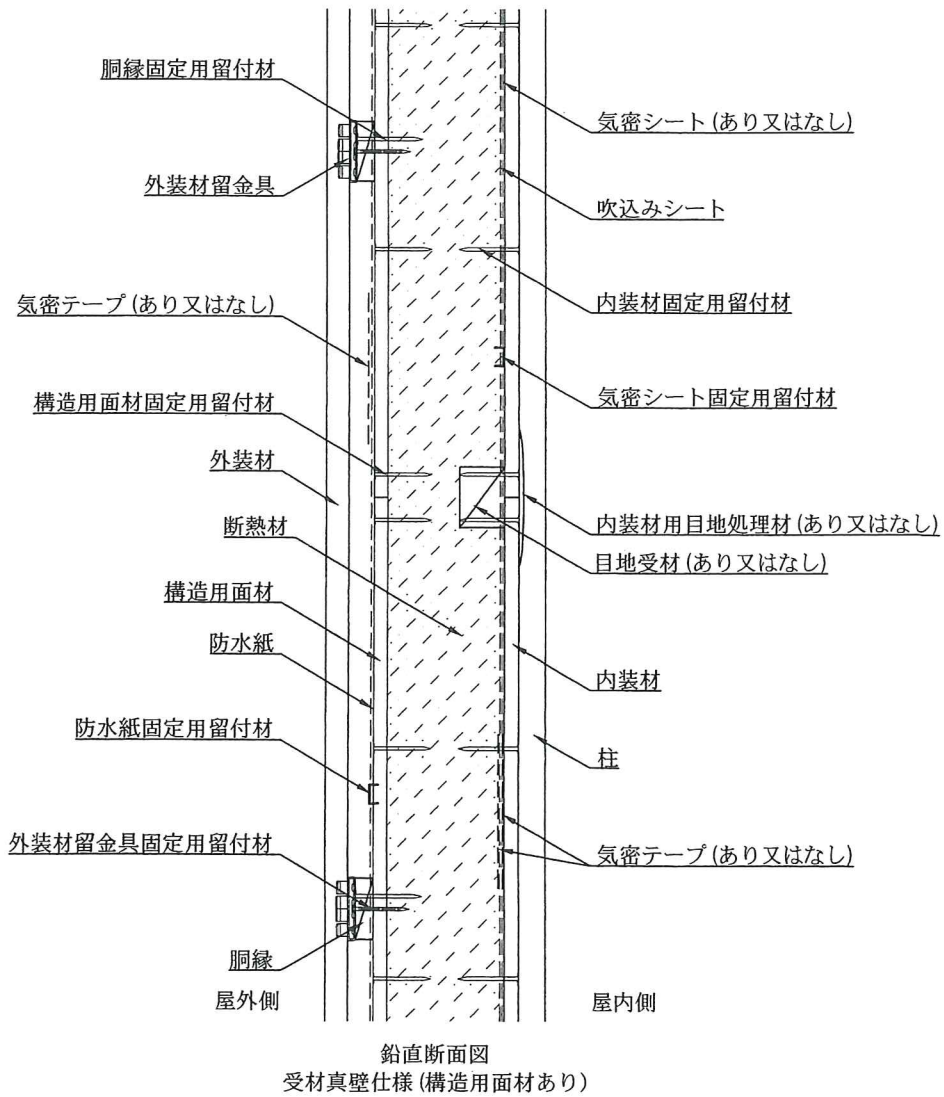 胴縁固定用留付材
気密シート(あり又はなし)
外装材留金具
吹込みシート
内装材固定用留付材
気密テープ(あり又はなし)
構造用面材固定用留付材
気密シート固定用留付材
外装材
内装材用目地処理材(あり又はなし)
断熱材
目地受材(あり又はなし)
構造用面材
防水紙
内装材
防水紙固定用留付材
柱
外装材留金具固定用留付材
気密テープ(あり又はなし)
胴縁
屋外側
屋内側
鉛直断面図
受材真壁仕様(構造用面材あり)